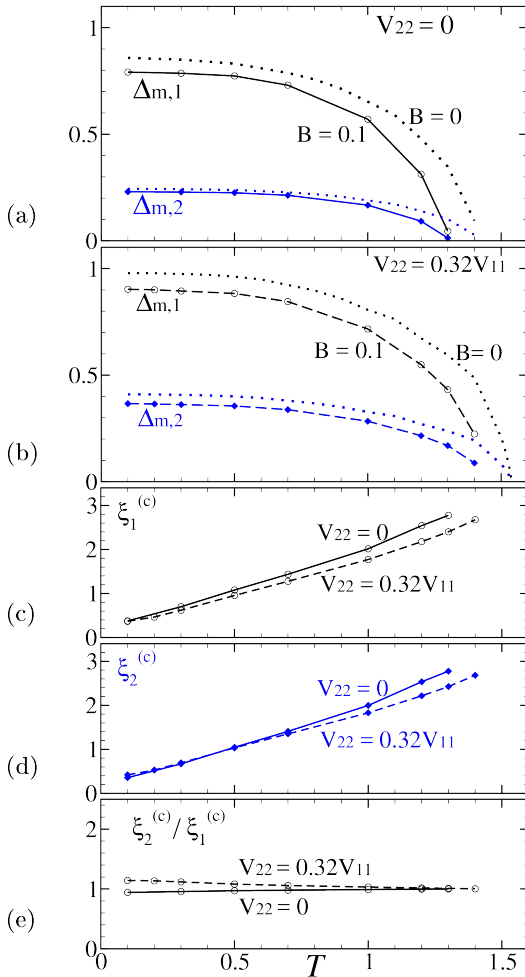 1
V22 = 0
Δm,1
B = 0
0.5
B = 0.1
Δm,2
(a)
0
1
V22 = 0.32V11
Δm,1
B = 0.1
B= 0
0.5
Δm,2
(b)
0
ξ1(c)
3
V22 = 0
2
V22 = 0.32V11
1
(c)
0
ξ2(c)
3
V22 = 0
2
V22 = 0.32V11
1
(d)
0
ξ2(c)/ξ1(c)
2
V22 = 0.32V11
1
V22 = 0
(e)
0
0 0.5 T 1 1.5